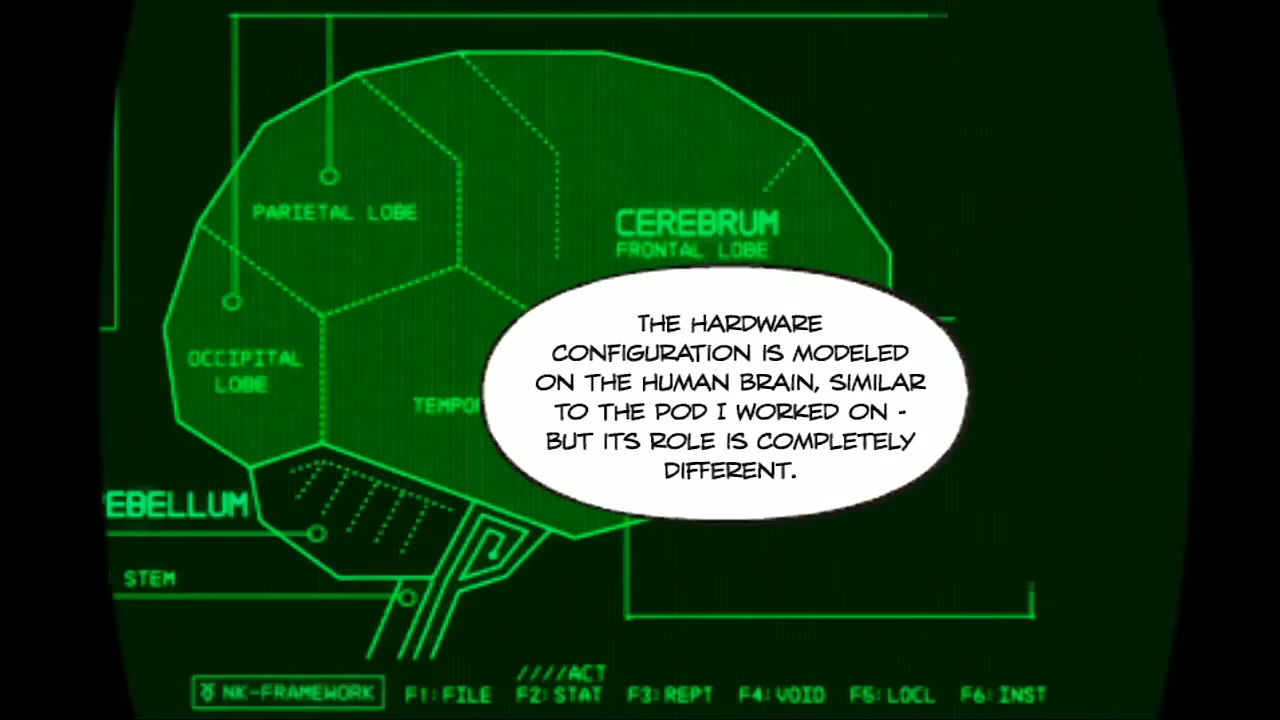 PARIETAL LOBE
CEREBRUM
FRONTAL LOBE
THE HARDWARE
CONFIGURATION IS MODELED
ON THE HUMAN BRAIN, SIMILAR
TO THE POD I WORKED ON -
BUT ITS ROLE IS COMPLETELY
DIFFERENT.
OCCIPITAL
LOBE
TEMPO
EBELLUM
STEM
////ACT
NK-FRAMEWORK F1:FILE F2:STAT F3:REPT F4:VOID F5:LOCL F6:INST